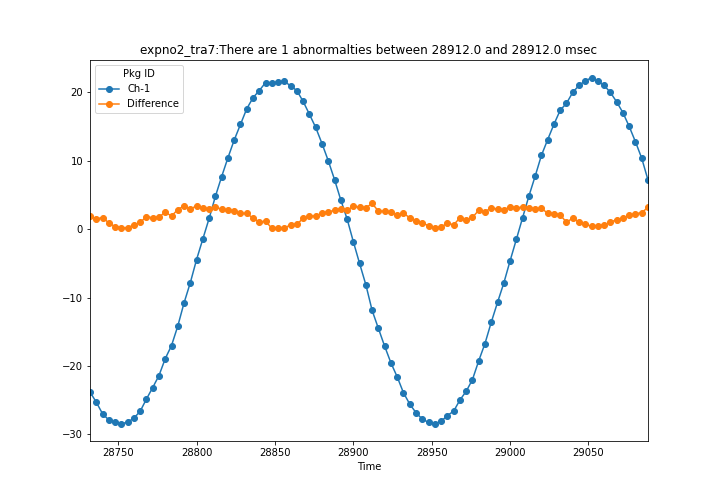 expno2_tra7:There are 1 abnormalties between 28912.0 and 28912.0 msec
Pkg ID
Ch-1
Difference
20
10
0
−10
−20
−30
28750 28800 28850 28900 28950 29000 29050
Time